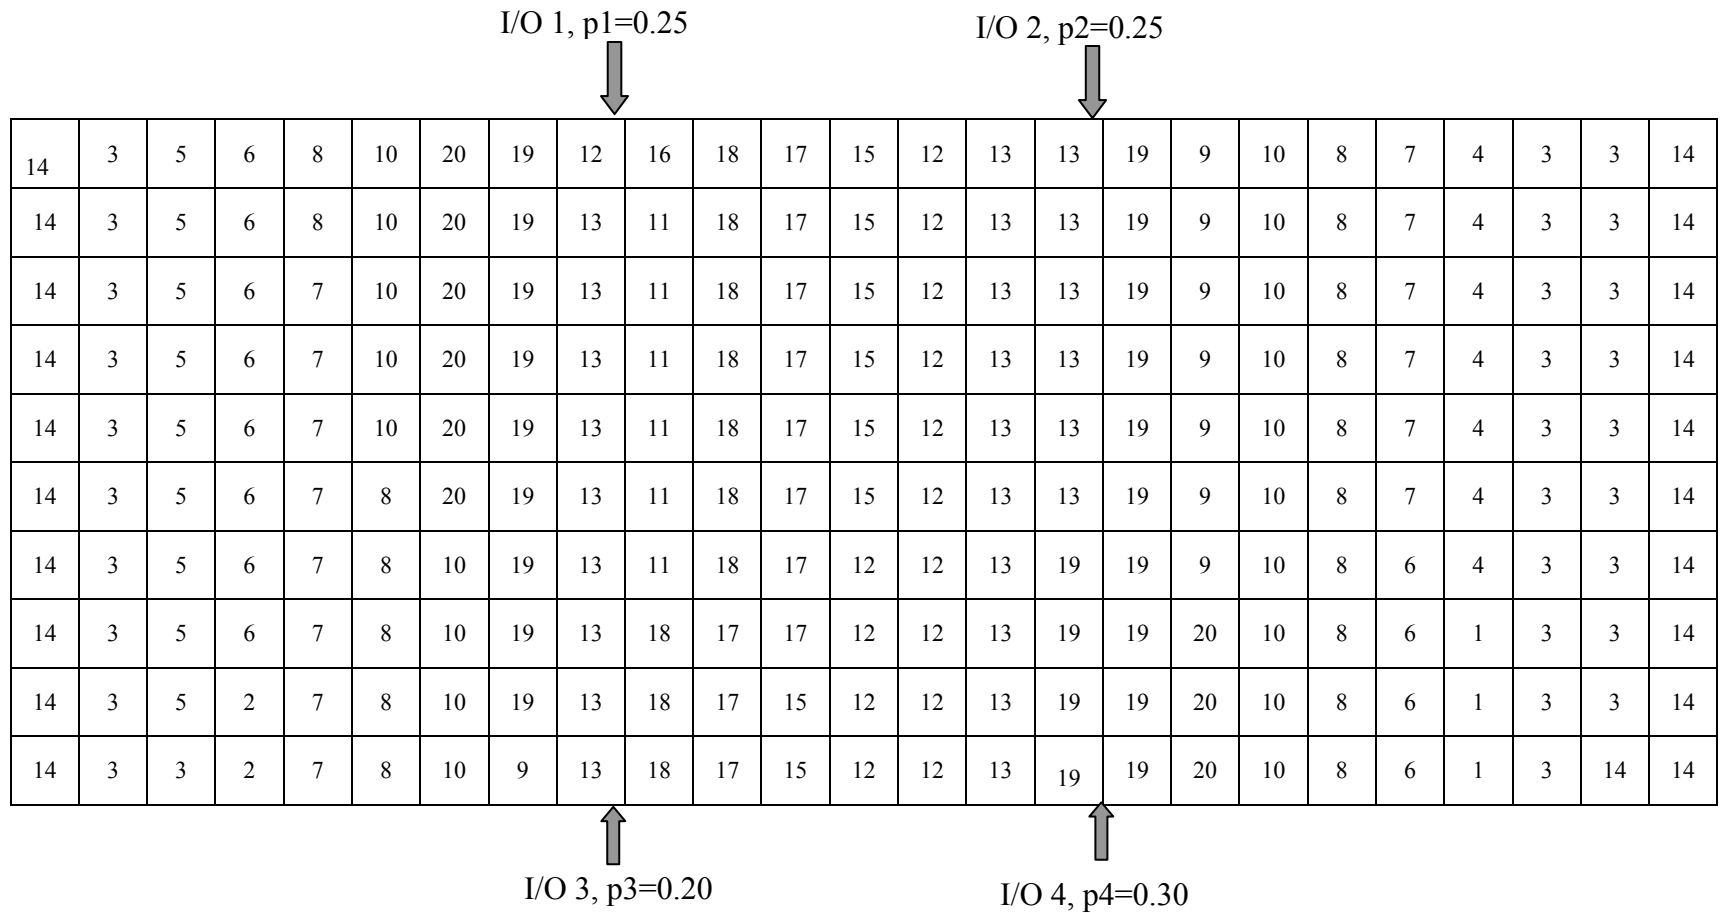 I/O 1, p1=0.25 I/O 2, p2=0.25
14 3 5 6 8 10 20 19 12 16 18 17 15 12 13 13 19 9 10 8 7 4 3 3 14
14 3 5 6 8 10 20 19 13 11 18 17 15 12 13 13 19 9 10 8 7 4 3 3 14
14 3 5 6 7 10 20 19 13 11 18 17 15 12 13 13 19 9 10 8 7 4 3 3 14
14 3 5 6 7 10 20 19 13 11 18 17 15 12 13 13 19 9 10 8 7 4 3 3 14
14 3 5 6 7 10 20 19 13 11 18 17 15 12 13 13 19 9 10 8 7 4 3 3 14
14 3 5 6 7 8 20 19 13 11 18 17 15 12 13 13 19 9 10 8 7 4 3 3 14
14 3 5 6 7 8 10 19 13 11 18 17 12 12 13 19 19 9 10 8 6 4 3 3 14
14 3 5 6 7 8 10 19 13 18 17 17 12 12 13 19 19 20 10 8 6 1 3 3 14
14 3 5 2 7 8 10 19 13 18 17 15 12 12 13 19 19 20 10 8 6 1 3 3 14
14 3 3 2 7 8 10 9 13 18 17 15 12 12 13 19 19 20 10 8 6 1 3 14 14
I/O 3, p3=0.20 I/O 4, p4=0.30